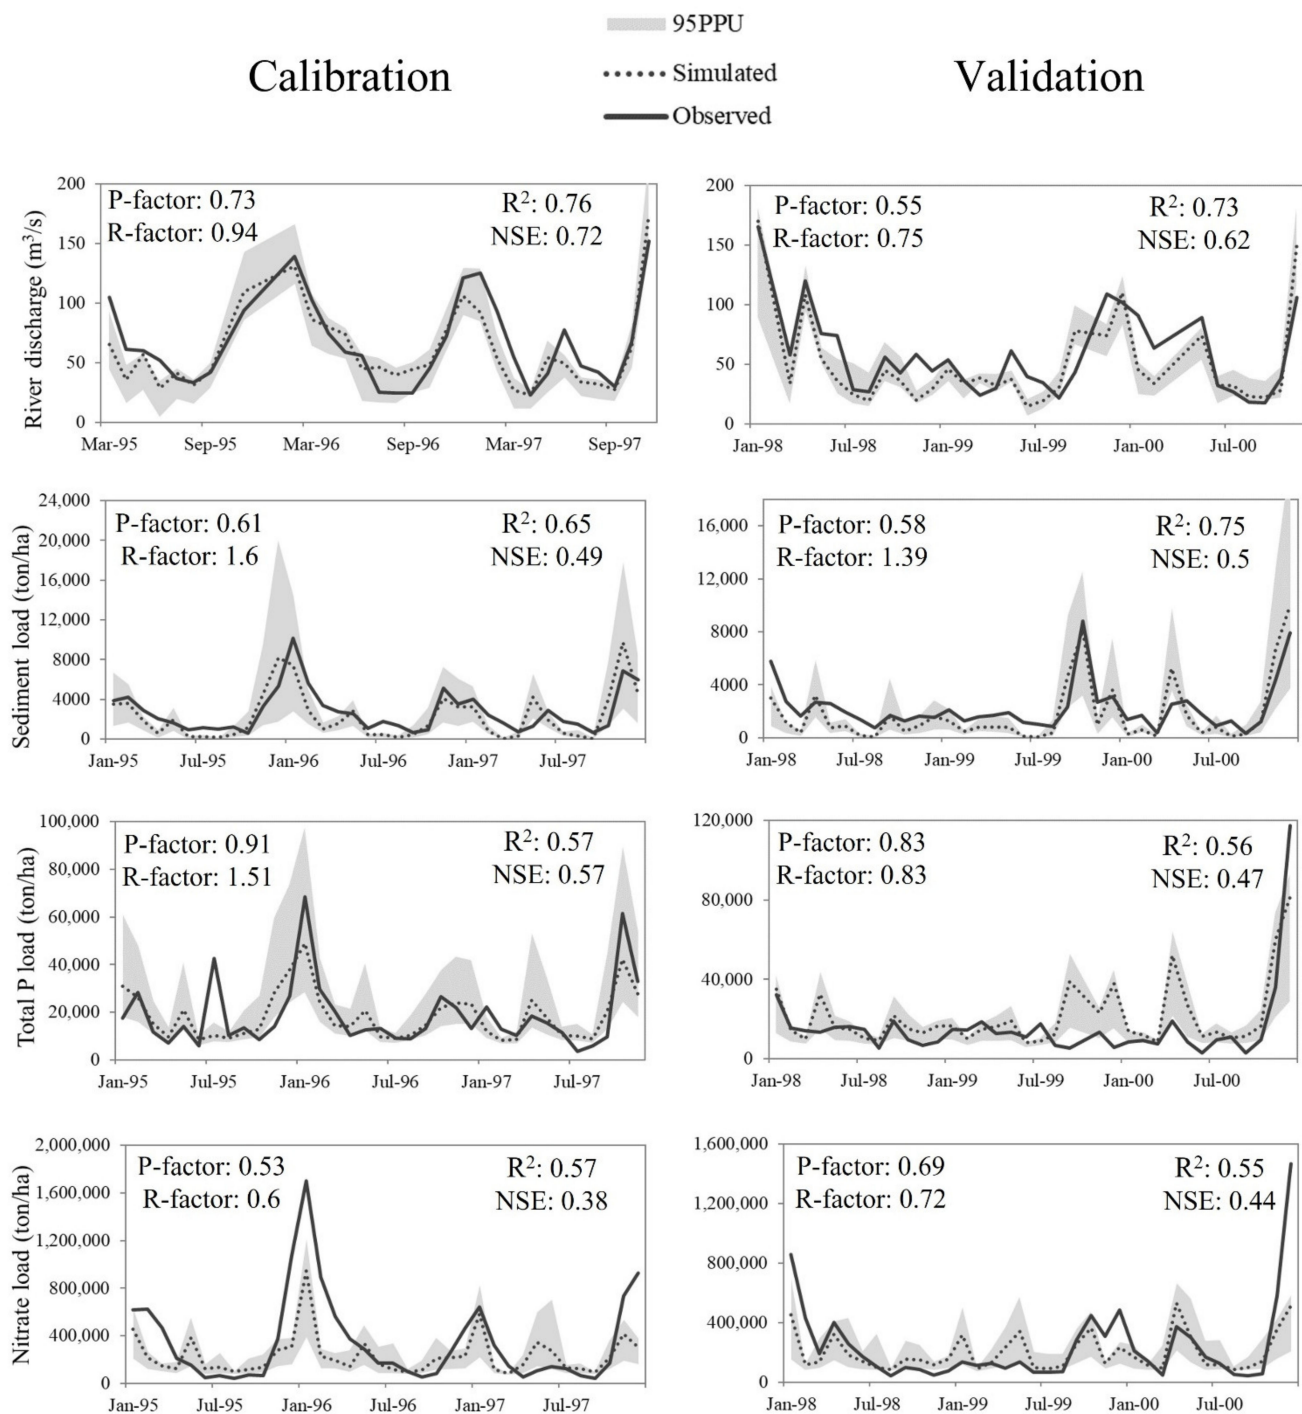 95PPU
Calibration
Simulated
Validation
Observed
River discharge (m³/s)
200
150
100
50
0
P-factor: 0.73
R-factor: 0.94
R²: 0.76
NSE: 0.72
Mar-95 Sep-95 Mar-96 Sep-96 Mar-97 Sep-97
200
150
100
50
0
P-factor: 0.55
R-factor: 0.75
R²: 0.73
NSE: 0.62
Jan-98 Jul-98 Jan-99 Jul-99 Jan-00 Jul-00
Sediment load (ton/ha)
24,000
20,000
16,000
12,000
8000
4000
0
P-factor: 0.61
R-factor: 1.6
R²: 0.65
NSE: 0.49
Jan-95 Jul-95 Jan-96 Jul-96 Jan-97 Jul-97
16,000
12,000
8000
4000
0
P-factor: 0.58
R-factor: 1.39
R²: 0.75
NSE: 0.5
Jan-98 Jul-98 Jan-99 Jul-99 Jan-00 Jul-00
Total P load (ton/ha)
100,000
80,000
60,000
40,000
20,000
0
P-factor: 0.91
R-factor: 1.51
R²: 0.57
NSE: 0.57
Jan-95 Jul-95 Jan-96 Jul-96 Jan-97 Jul-97
120,000
80,000
40,000
0
P-factor: 0.83
R-factor: 0.83
R²: 0.56
NSE: 0.47
Jan-98 Jul-98 Jan-99 Jul-99 Jan-00 Jul-00
Nitrate load (ton/ha)
2,000,000
1,600,000
1,200,000
800,000
400,000
0
P-factor: 0.53
R-factor: 0.6
R²: 0.57
NSE: 0.38
Jan-95 Jul-95 Jan-96 Jul-96 Jan-97 Jul-97
1,600,000
1,200,000
800,000
400,000
0
P-factor: 0.69
R-factor: 0.72
R²: 0.55
NSE: 0.44
Jan-98 Jul-98 Jan-99 Jul-99 Jan-00 Jul-00